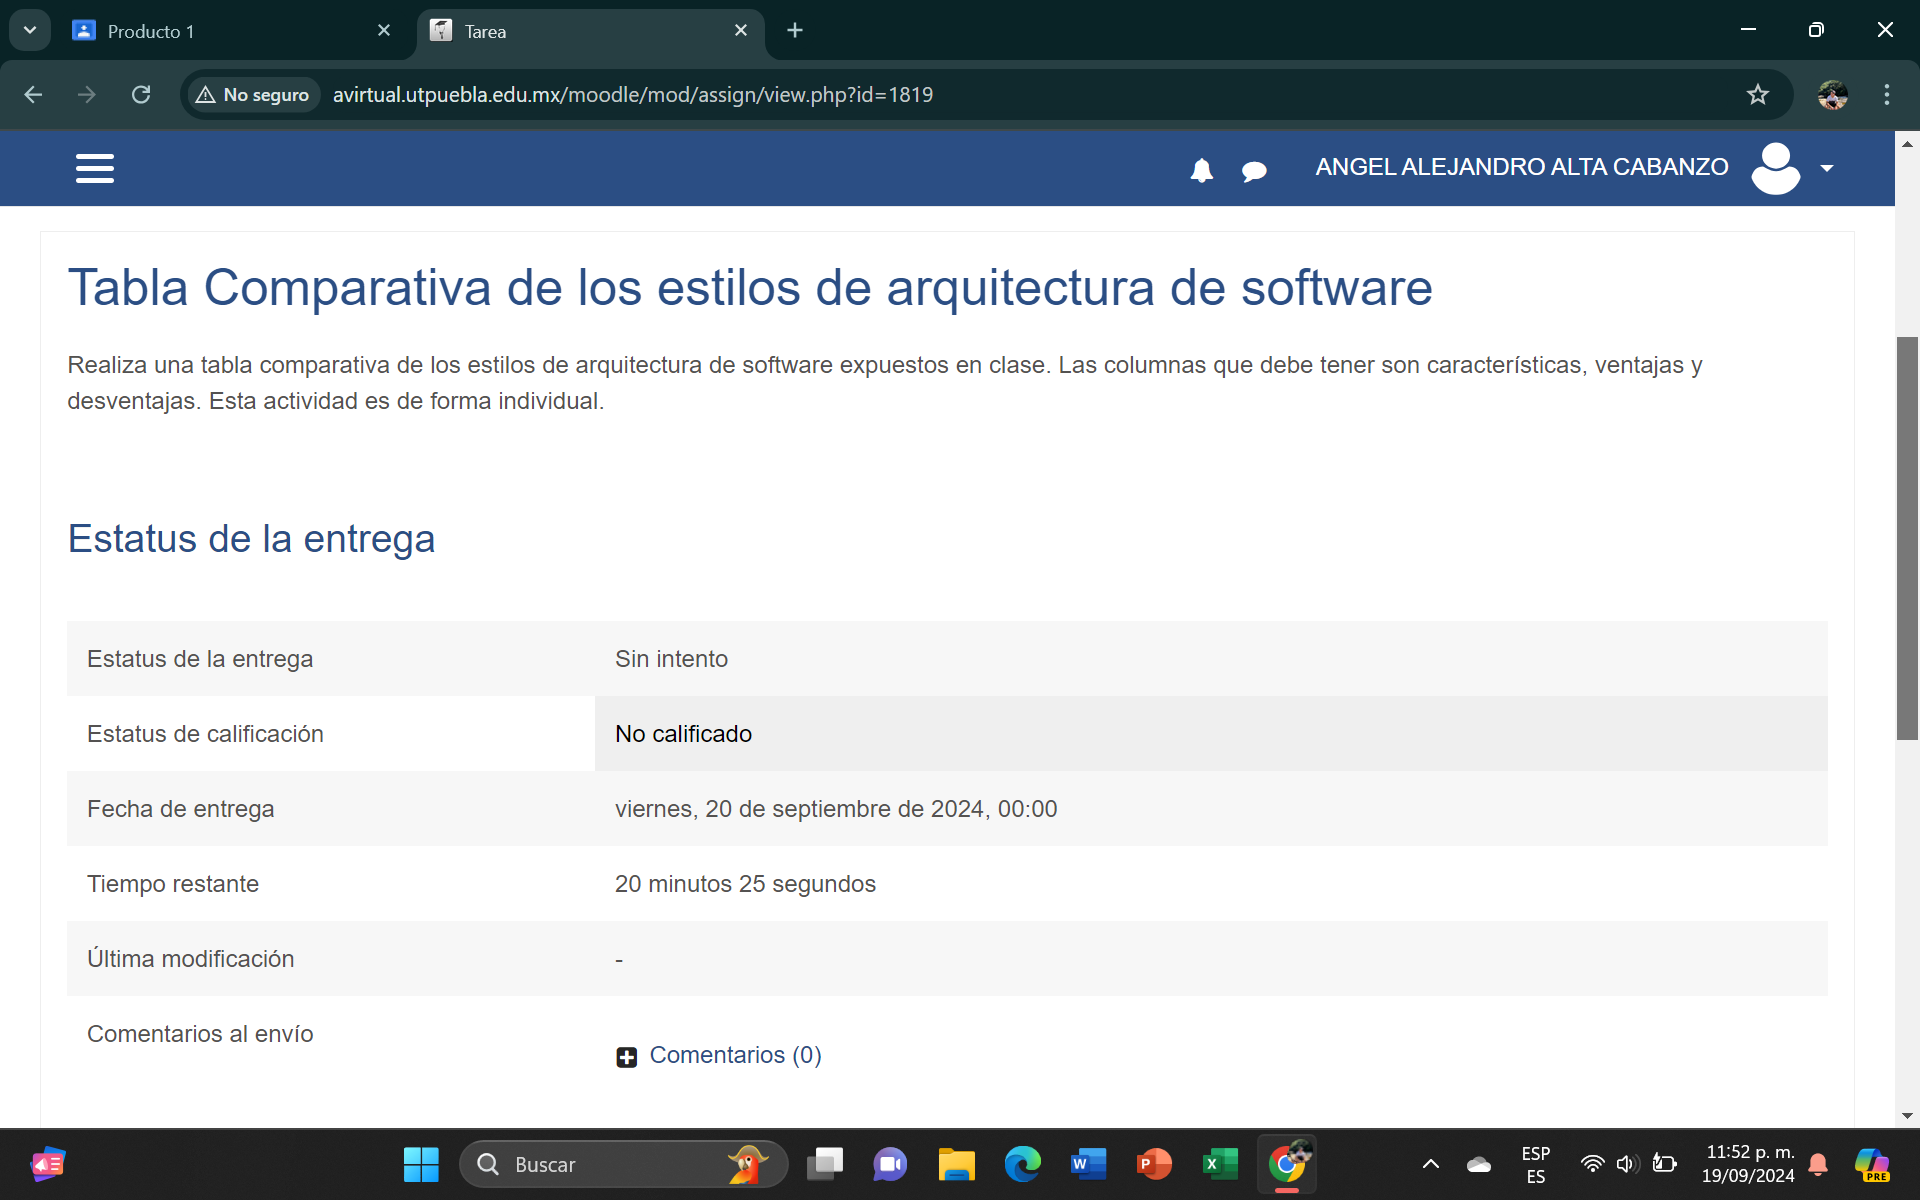 Producto 1
Tarea
No seguro
avirtual.utpuebla.edu.mx/moodle/mod/assign/view.php?id=1819
ANGEL ALEJANDRO ALTA CABANZO
Tabla Comparativa de los estilos de arquitectura de software
Realiza una tabla comparativa de los estilos de arquitectura de software expuestos en clase. Las columnas que debe tener son características, ventajas y
desventajas. Esta actividad es de forma individual.
Estatus de la entrega
Estatus de la entrega Sin intento
Estatus de calificación No calificado
Fecha de entrega viernes, 20 de septiembre de 2024, 00:00
Tiempo restante 20 minutos 25 segundos
Última modificación -
Comentarios al envío
Comentarios (0)
Buscar
W
P
X
ESP
ES
11:52 p. m.
19/09/2024
PRE